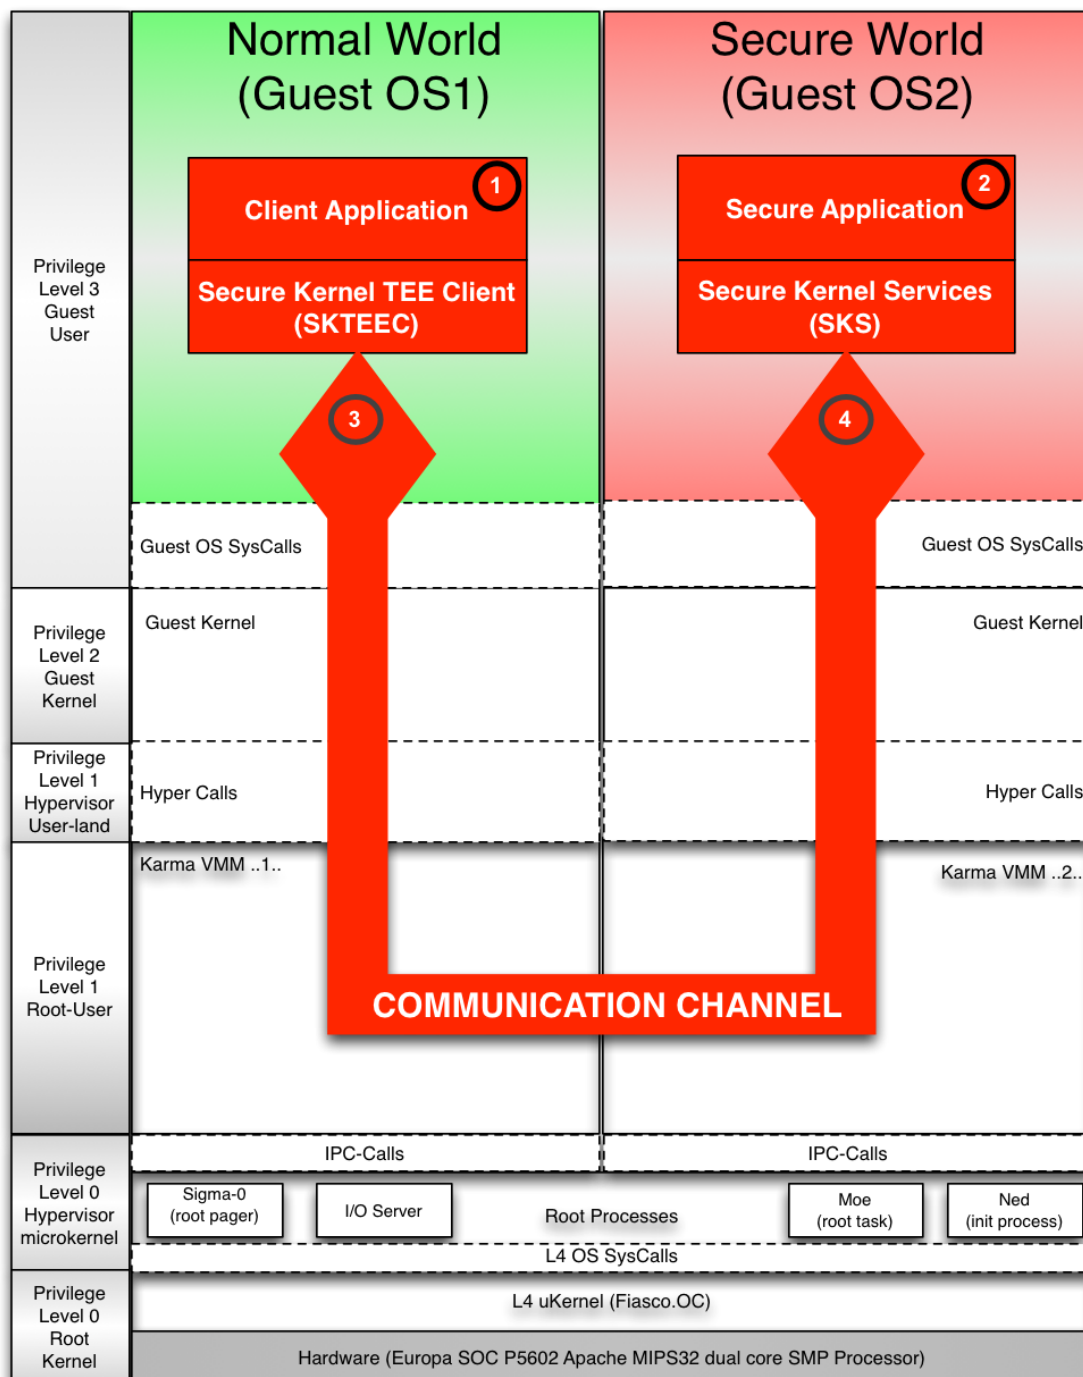 Normal World
(Guest OS1)
Secure World
(Guest OS2)
1
Client Application
Secure Kernel TEE Client
(SKTEEC)
2
Secure Application
Secure Kernel Services
(SKS)
Privilege
Level 3
Guest
User
3
4
Guest OS SysCalls
Guest OS SysCalls
Privilege
Level 2
Guest
Kernel
Guest Kernel
Guest Kernel
Privilege
Level 1
Hypervisor
User-land
Hyper Calls
Hyper Calls
Karma VMM ..1..
Karma VMM ..2..
Privilege
Level 1
Root-User
COMMUNICATION CHANNEL
Privilege
Level 0
Hypervisor
microkernel
IPC-Calls
IPC-Calls
Sigma-0
(root pager)
I/O Server
Root Processes
Moe
(root task)
Ned
(init process)
L4 OS SysCalls
Privilege
Level 0
Root
Kernel
L4 uKernel (Fiasco.OC)
Hardware (Europa SOC P5602 Apache MIPS32 dual core SMP Processor)